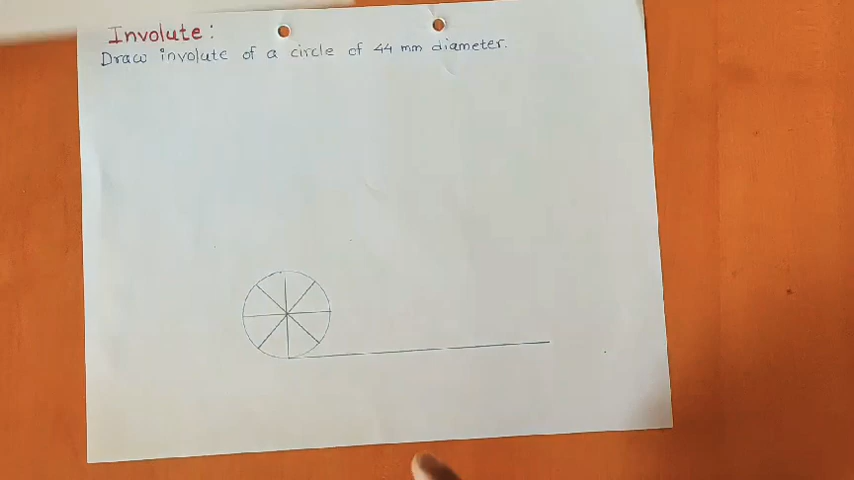 Involute:
Draw involute of a circle of 44 mm diameter.